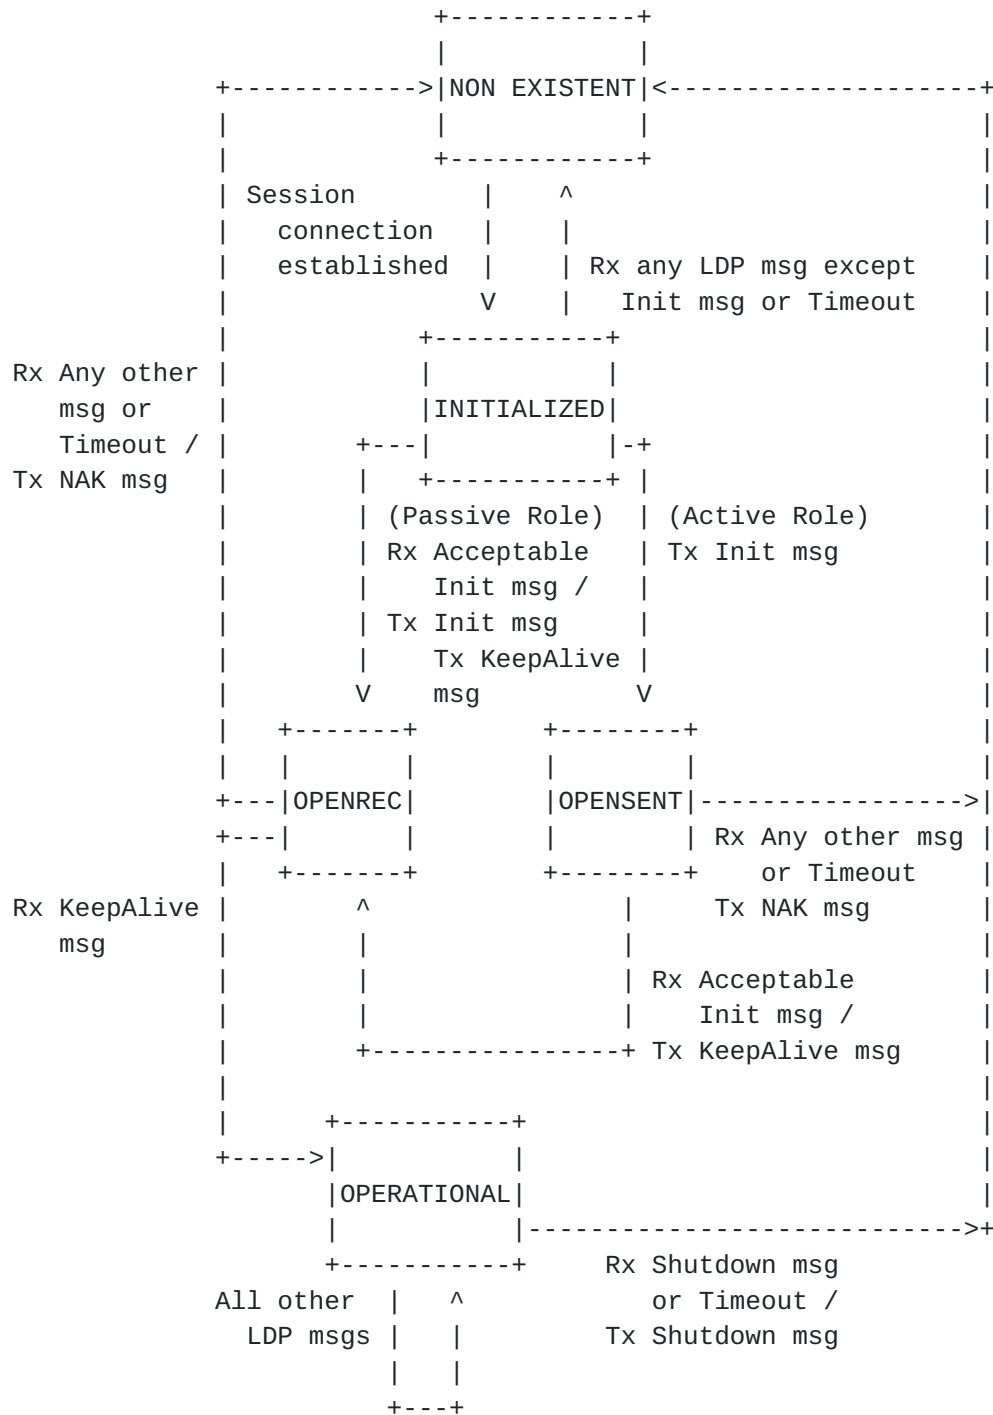 NON EXISTENT
Session
connection
established
Rx any LDP msg except
Init msg or Timeout
Rx Any other
msg or
Timeout /
Tx NAK msg
INITIALIZED
(Passive Role)
Rx Acceptable
Init msg /
Tx Init msg
Tx KeepAlive
msg
(Active Role)
Tx Init msg
OPENREC
OPENSENT
Rx Any other msg
or Timeout
Tx NAK msg
Rx KeepAlive
msg
Rx Acceptable
Init msg /
Tx KeepAlive msg
OPERATIONAL
Rx Shutdown msg
or Timeout /
Tx Shutdown msg
All other
LDP msgs